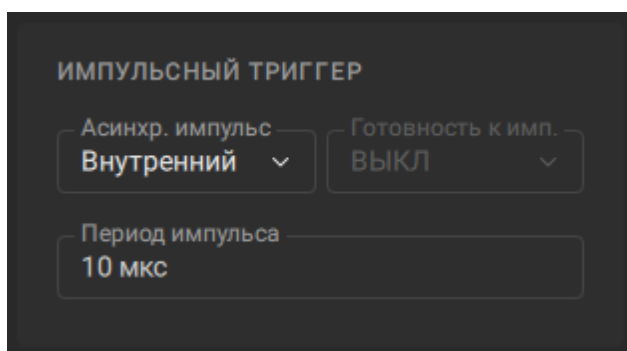 ИМПУЛЬСНЫЙ ТРИГГЕР
Асинхр. импульс
Внутренний
Готовность к имп.
ВЫКЛ
Период импульса
10 мкс